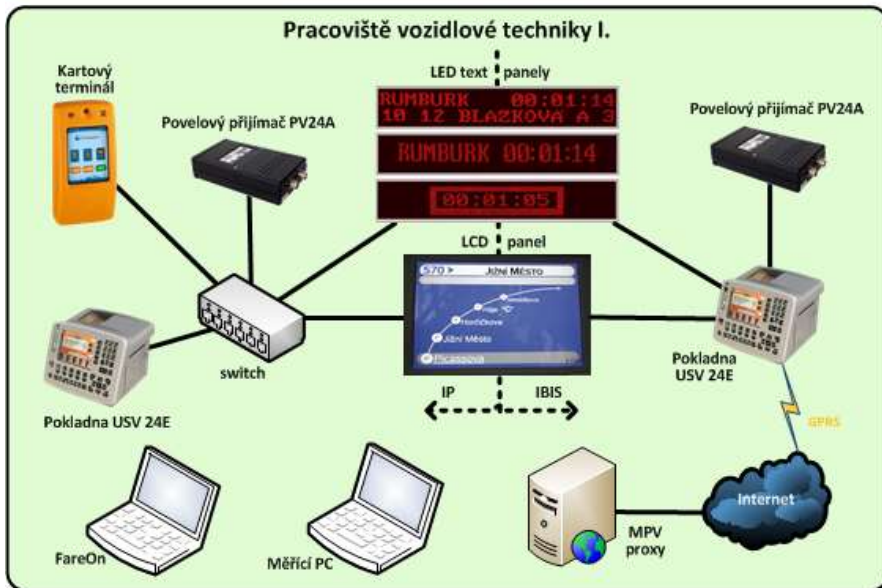 Pracoviště vozidlové techniky I.
Kartový
terminál
LED text panely
Povelový přijímač PV24A
RUMBURK 00:01:14
10 12 BLAZKOVA A 3
Povelový přijímač PV24A
RUMBURK 00:01:14
00:01:05
LCD panel
570 > JIŽNÍ MĚSTO
Háje
Horčičkova
Jižní Město
Picassova
switch
Pokladna
USV 24E
IP IBIS
Pokladna USV 24E
GPRS
Internet
MPV
proxy
FareOn
Měřící PC